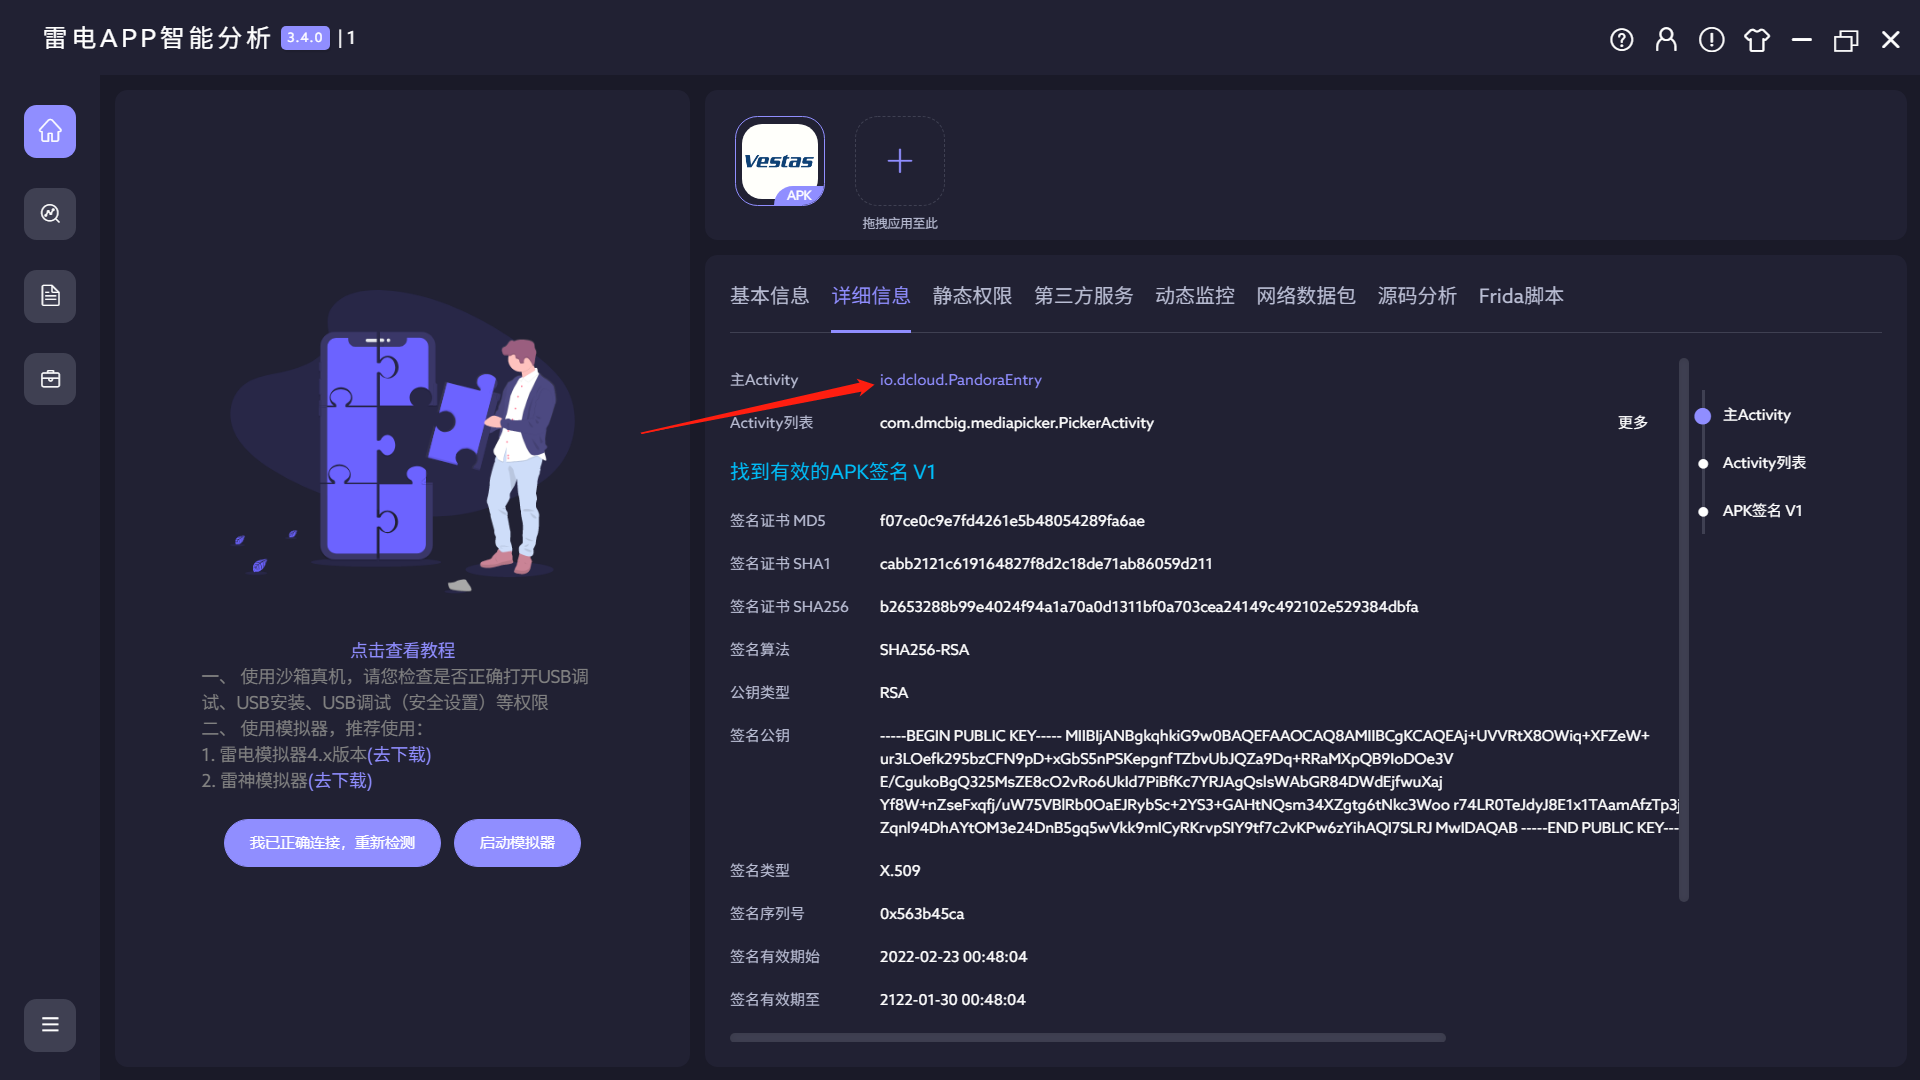 雷电APP智能分析 3.4.0 | 1
Vestas
APK
拖拽应用至此
基本信息 详细信息 静态权限 第三方服务 动态监控 网络数据包 源码分析 Frida脚本
主Activity io.dcloud.PandoraEntry
Activity列表 com.dmcbig.mediapicker.PickerActivity 更多
找到有效的APK签名 V1
签名证书 MD5 f07ce0c9e7fd4261e5b48054289fa6ae
签名证书 SHA1 cabb2121c619164827f8d2c18de71ab86059d211
签名证书 SHA256 b2653288b99e4024f94a1a70a0d1311bf0a703cea24149c492102e529384dbfa
签名算法 SHA256-RSA
公钥类型 RSA
签名公钥 -----BEGIN PUBLIC KEY----- MIIBIjANBgkqhkiG9w0BAQEFAAOCAQ8AMIIBCgKCAQEAj+UVVRtX8OWiq+XFZeW+
ur3LOefk295bzCFN9pD+xGbS5nPSKepgnfTZbvUbJQZa9Dq+RRaMXpQB9IoDOe3V
E/CgukoBgQ325MsZE8cO2vRo6UkId7PiBfKc7YRJAgQslsWAbGR84DWdEjfwuXaj
Yf8W+nZseFxqfj/uW75VBlRb0OaEJRybSc+2YS3+GAHtNQsm34XZgtg6tNkc3Woo r74LR0TeJdyJ8E1x1TAamAfzTp3j
Zqnl94DhAYtOM3e24DnB5gq5wVkk9mICyRKrvpSIY9tf7c2vKPw6zYihAQI7SLRJ MwIDAQAB -----END PUBLIC KEY---
签名类型 X.509
签名序列号 0x563b45ca
签名有效期始 2022-02-23 00:48:04
签名有效期至 2122-01-30 00:48:04
主Activity
Activity列表
APK签名 V1
点击查看教程
一、 使用沙箱真机，请您检查是否正确打开USB调
试、USB安装、USB调试（安全设置）等权限
二、 使用模拟器，推荐使用：
1. 雷电模拟器4.x版本(去下载)
2. 雷神模拟器(去下载)
我已正确连接，重新检测 启动模拟器